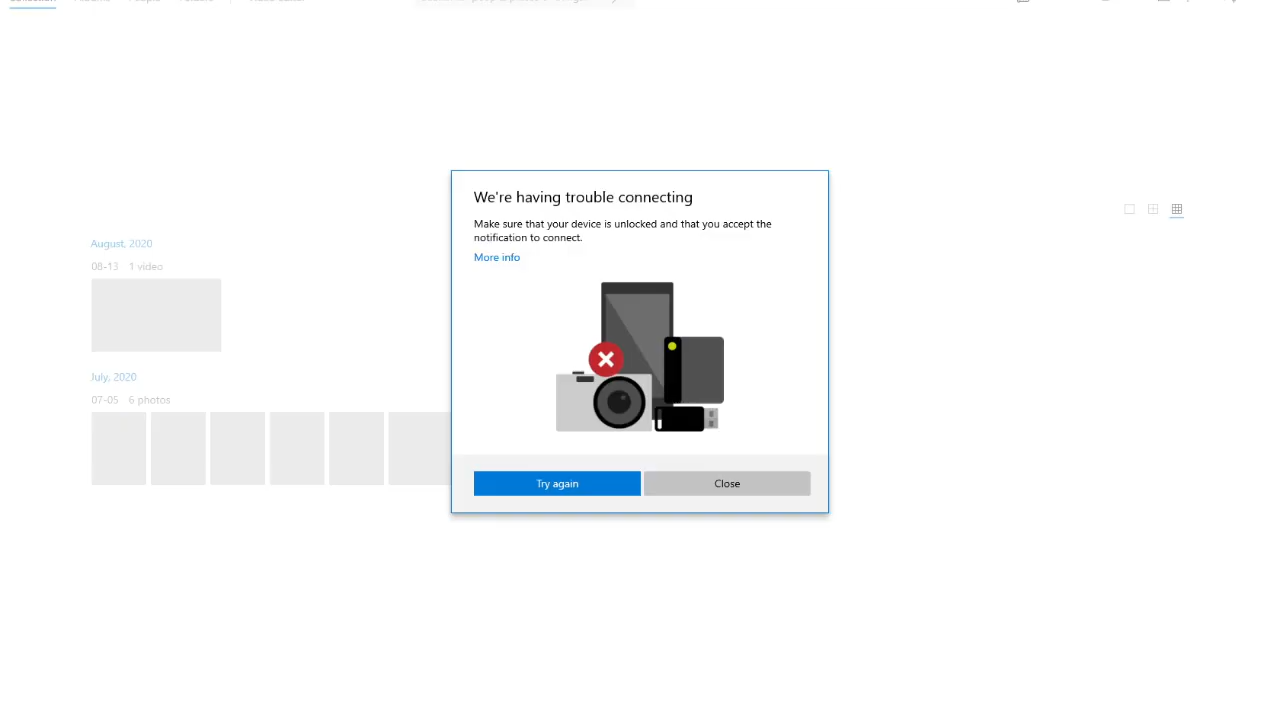 We're having trouble connecting
Make sure that your device is unlocked and that you accept the
notification to connect.
More info
August, 2020
08-13 1 video
July, 2020
07-05 6 photos
Try again
Close